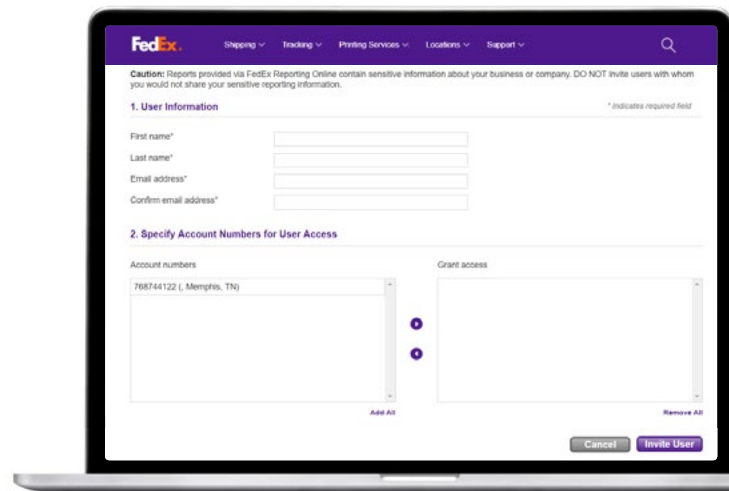 FedEx.
Shipping Tracking Printing Services Locations Support
Caution: Reports provided via FedEx Reporting Online contain sensitive information about your business or company. DO NOT invite users with whom
you would not share your sensitive reporting information.
1. User Information * Indicates required field
First name*
Last name*
Email address*
Confirm email address*
2. Specify Account Numbers for User Access
Account numbers Grant access
768744122 (, Memphis, TN)
Add All Remove All
Cancel Invite User